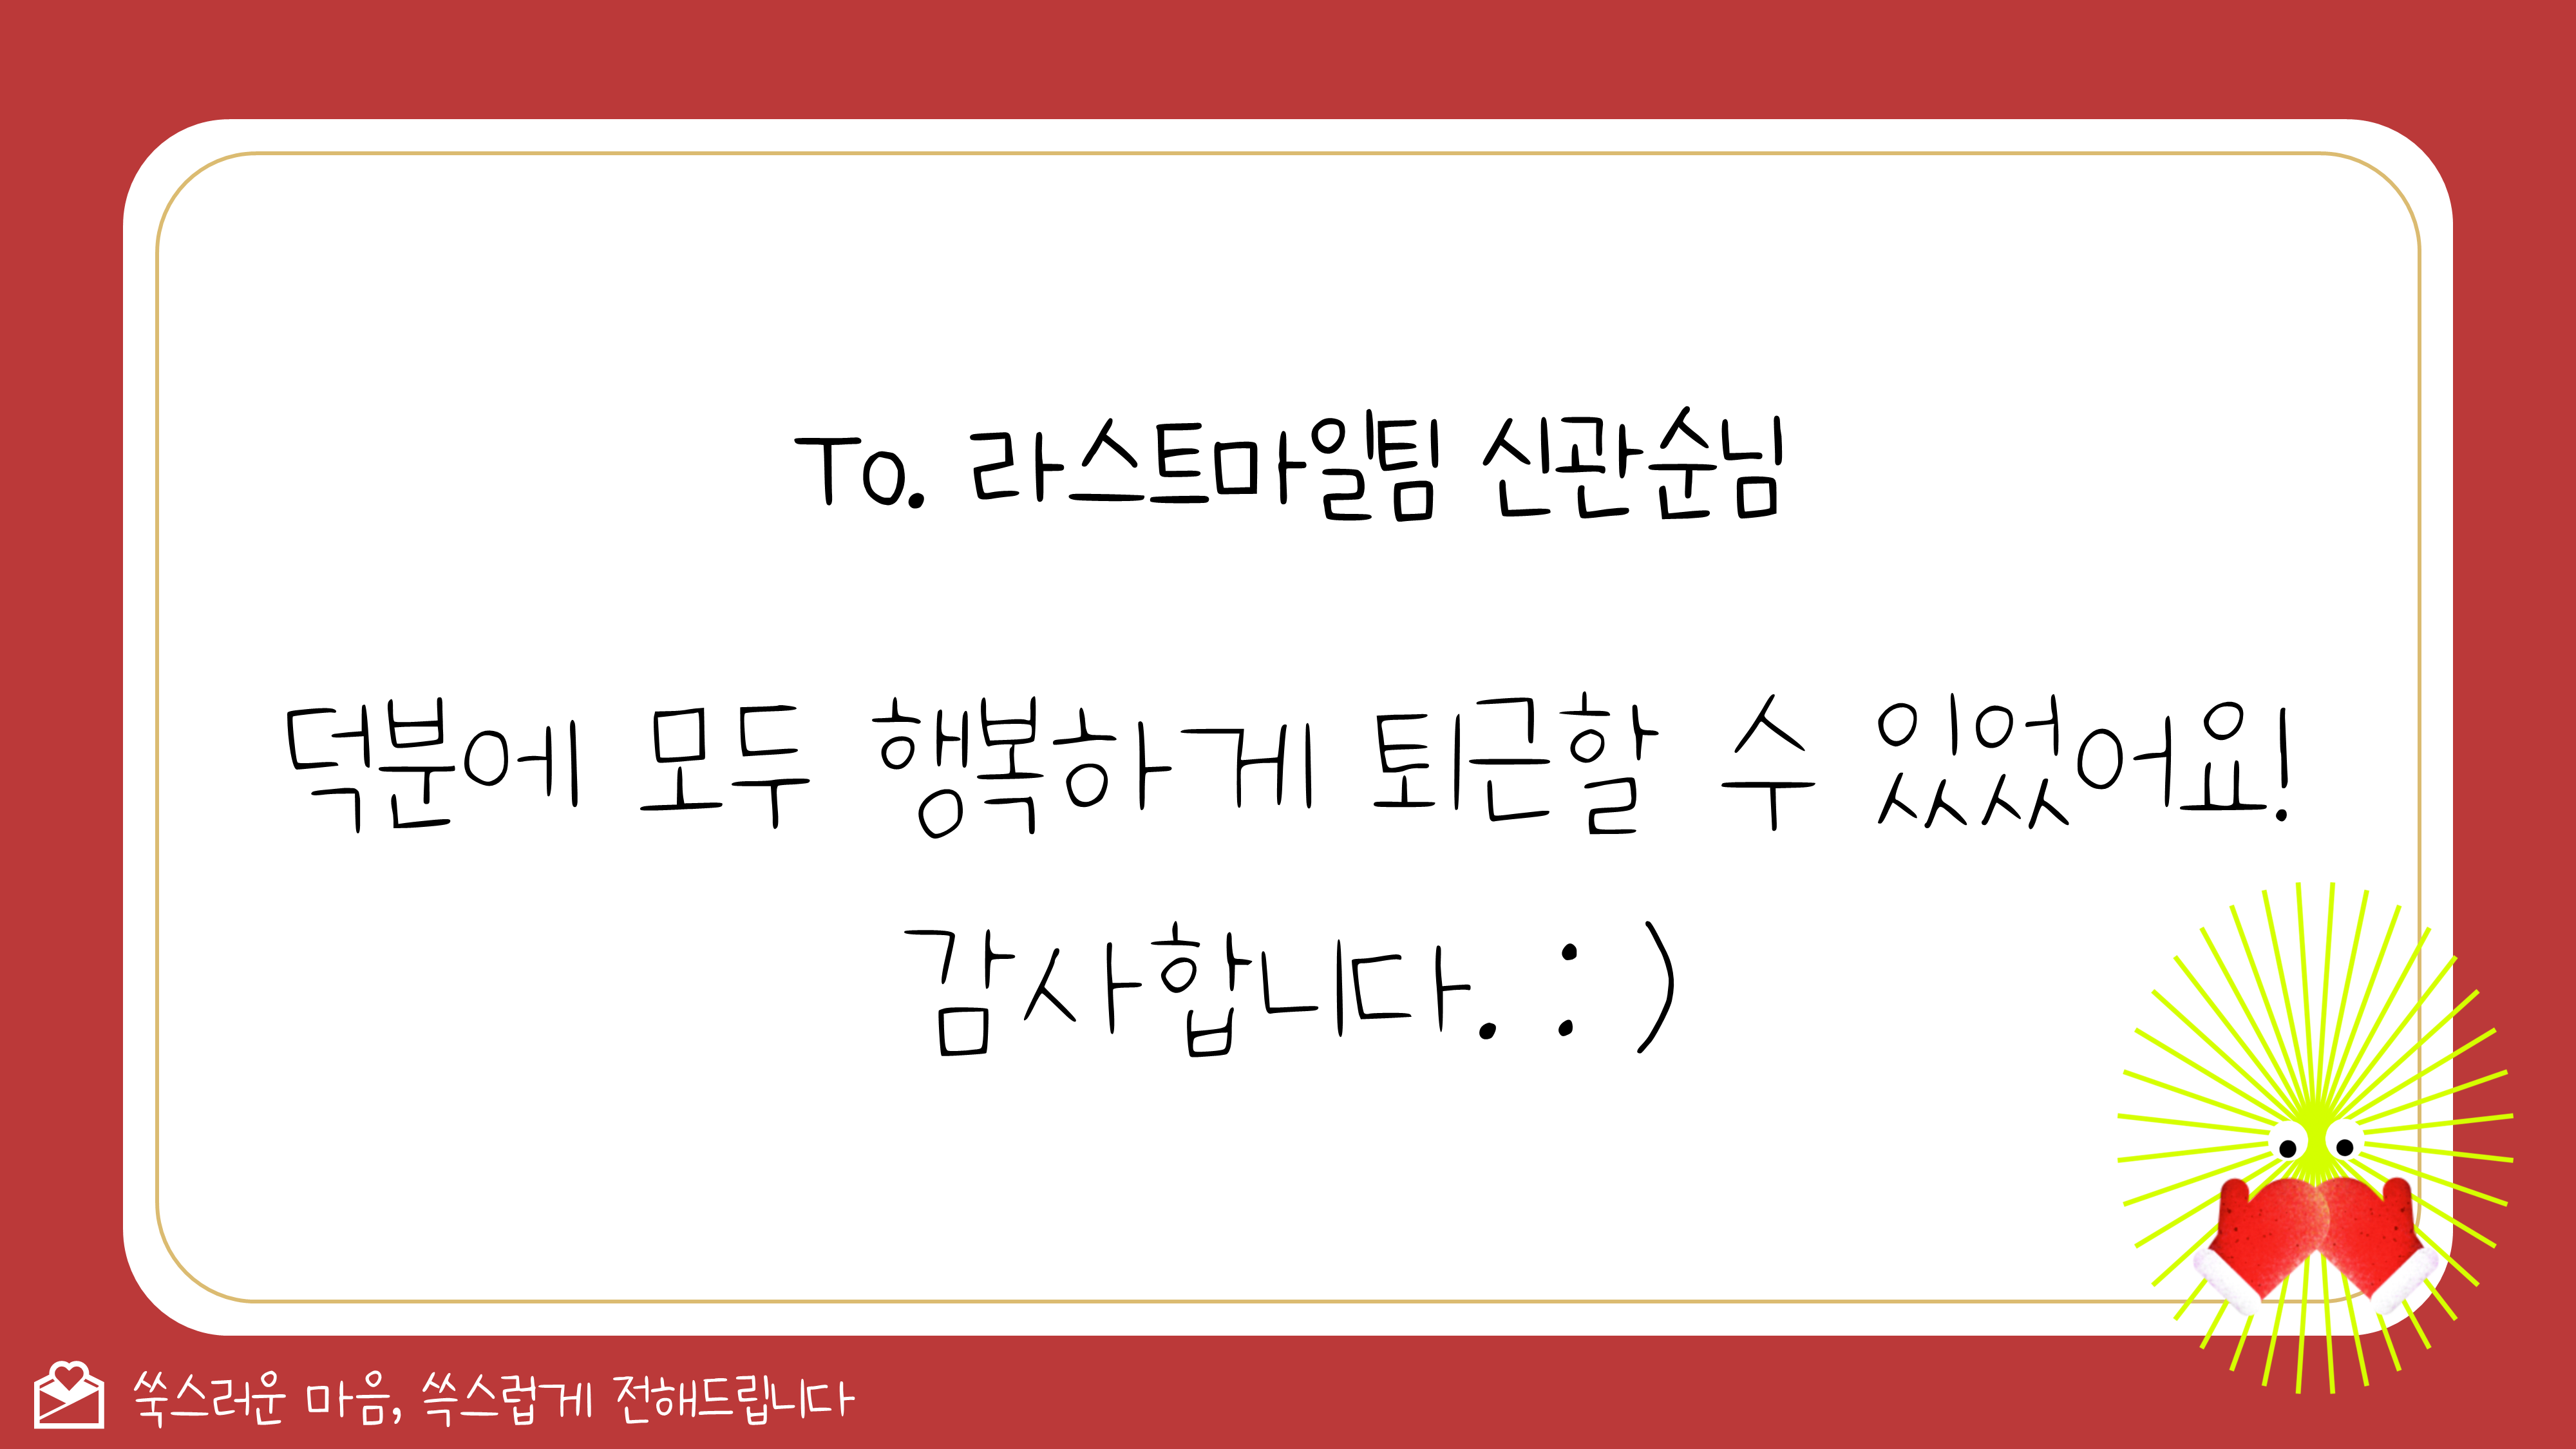 To. 라스트마일팀 신관순님
덕분에 모두 행복하게 퇴근할 수 있었어요!
감사합니다. : )
쑥스러운 마음, 쓱스럽게 전해드립니다